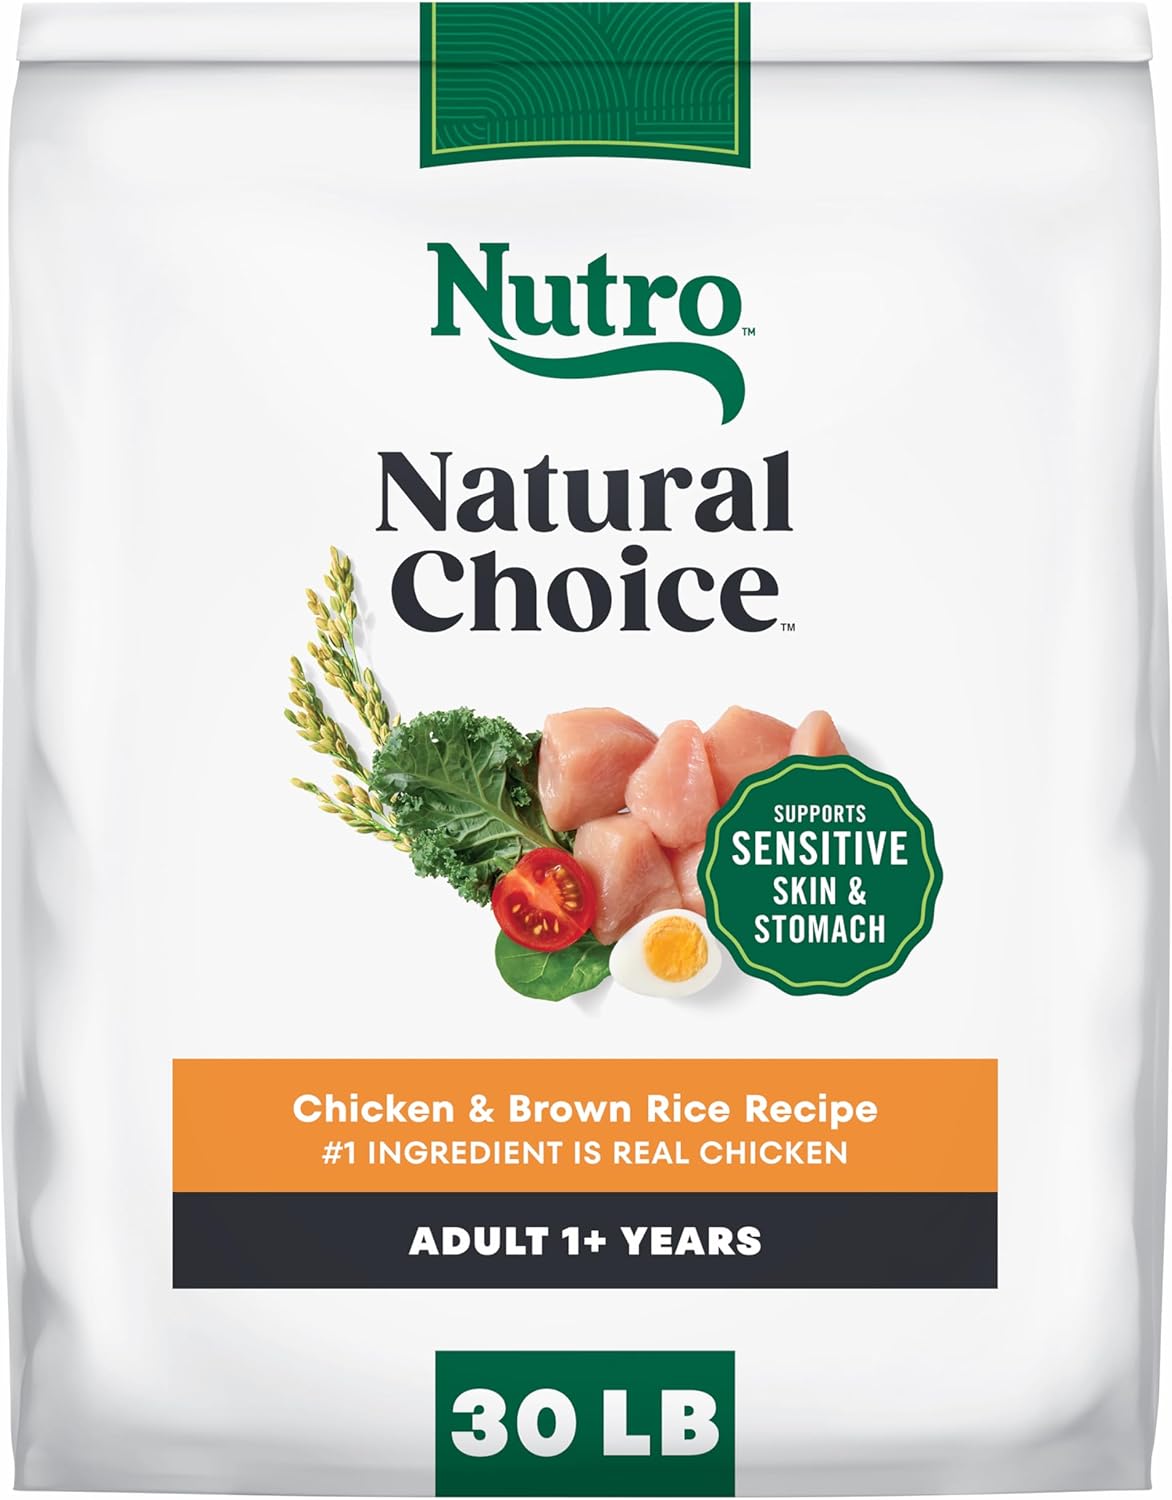 Nutro™
Natural
Choice™
SUPPORTS
SENSITIVE
SKIN &
STOMACH
Chicken & Brown Rice Recipe
#1 INGREDIENT IS REAL CHICKEN
ADULT 1+ YEARS
30 LB